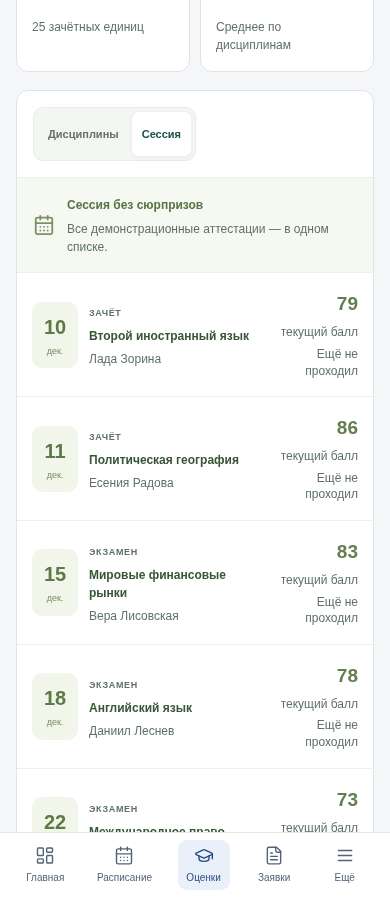 25 зачётных единиц
Среднее по
дисциплинам
Дисциплины
Сессия
Сессия без сюрпризов
Все демонстрационные аттестации — в одном
списке.
10
дек.
ЗАЧЁТ
Второй иностранный язык
Лада Зорина
79
текущий балл
Ещё не
проходил
11
дек.
ЗАЧЁТ
Политическая география
Есения Радова
86
текущий балл
Ещё не
проходил
15
дек.
ЭКЗАМЕН
Мировые финансовые
рынки
Вера Лисовская
83
текущий балл
Ещё не
проходил
18
дек.
ЭКЗАМЕН
Английский язык
Даниил Леснев
78
текущий балл
Ещё не
проходил
22
ЭКЗАМЕН
Международное право
73
текущий балл
Главная
Расписание
Оценки
Заявки
Ещё